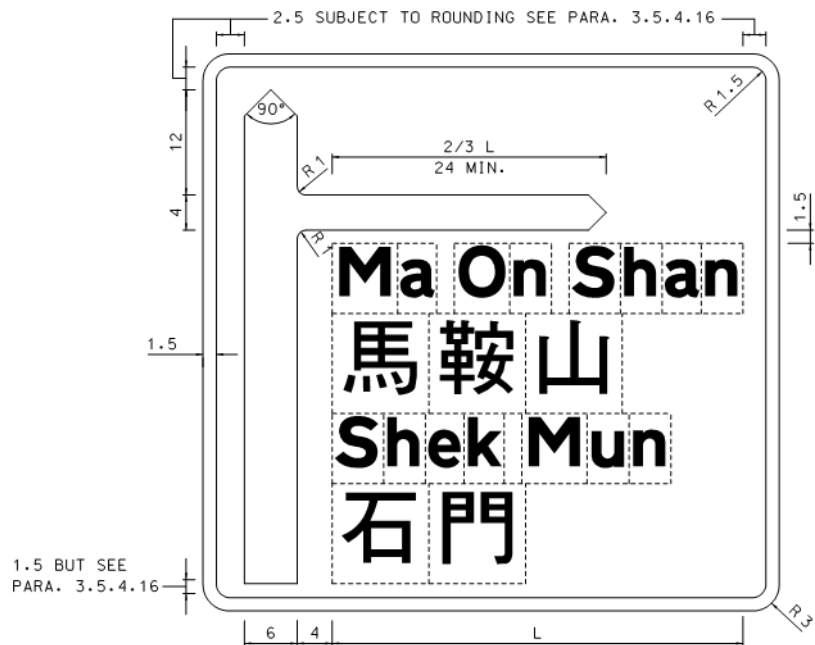 2.5 SUBJECT TO ROUNDING SEE PARA. 3.5.4.16
90°
R1.5
12
R1
2/3 L
24 MIN.
4
1.5
R1
Ma On Shan
馬鞍山
1.5
Shek Mun
石門
1.5 BUT SEE
PARA. 3.5.4.16
R3
6
4
L